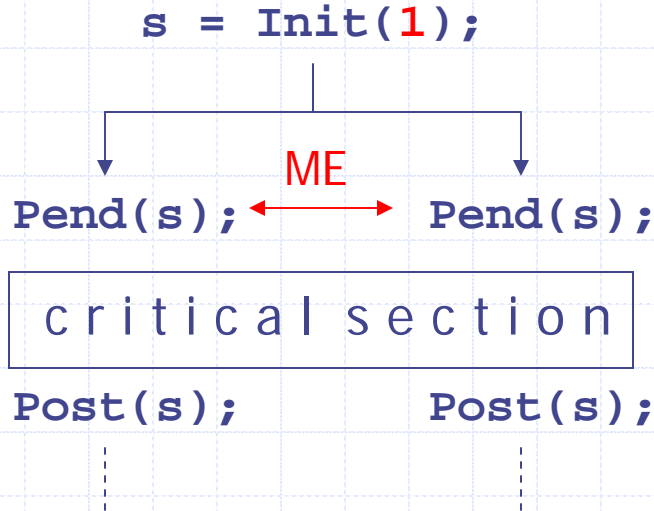 s = Init(1);
ME
Pend(s); Pend(s);
critical section
Post(s); Post(s);